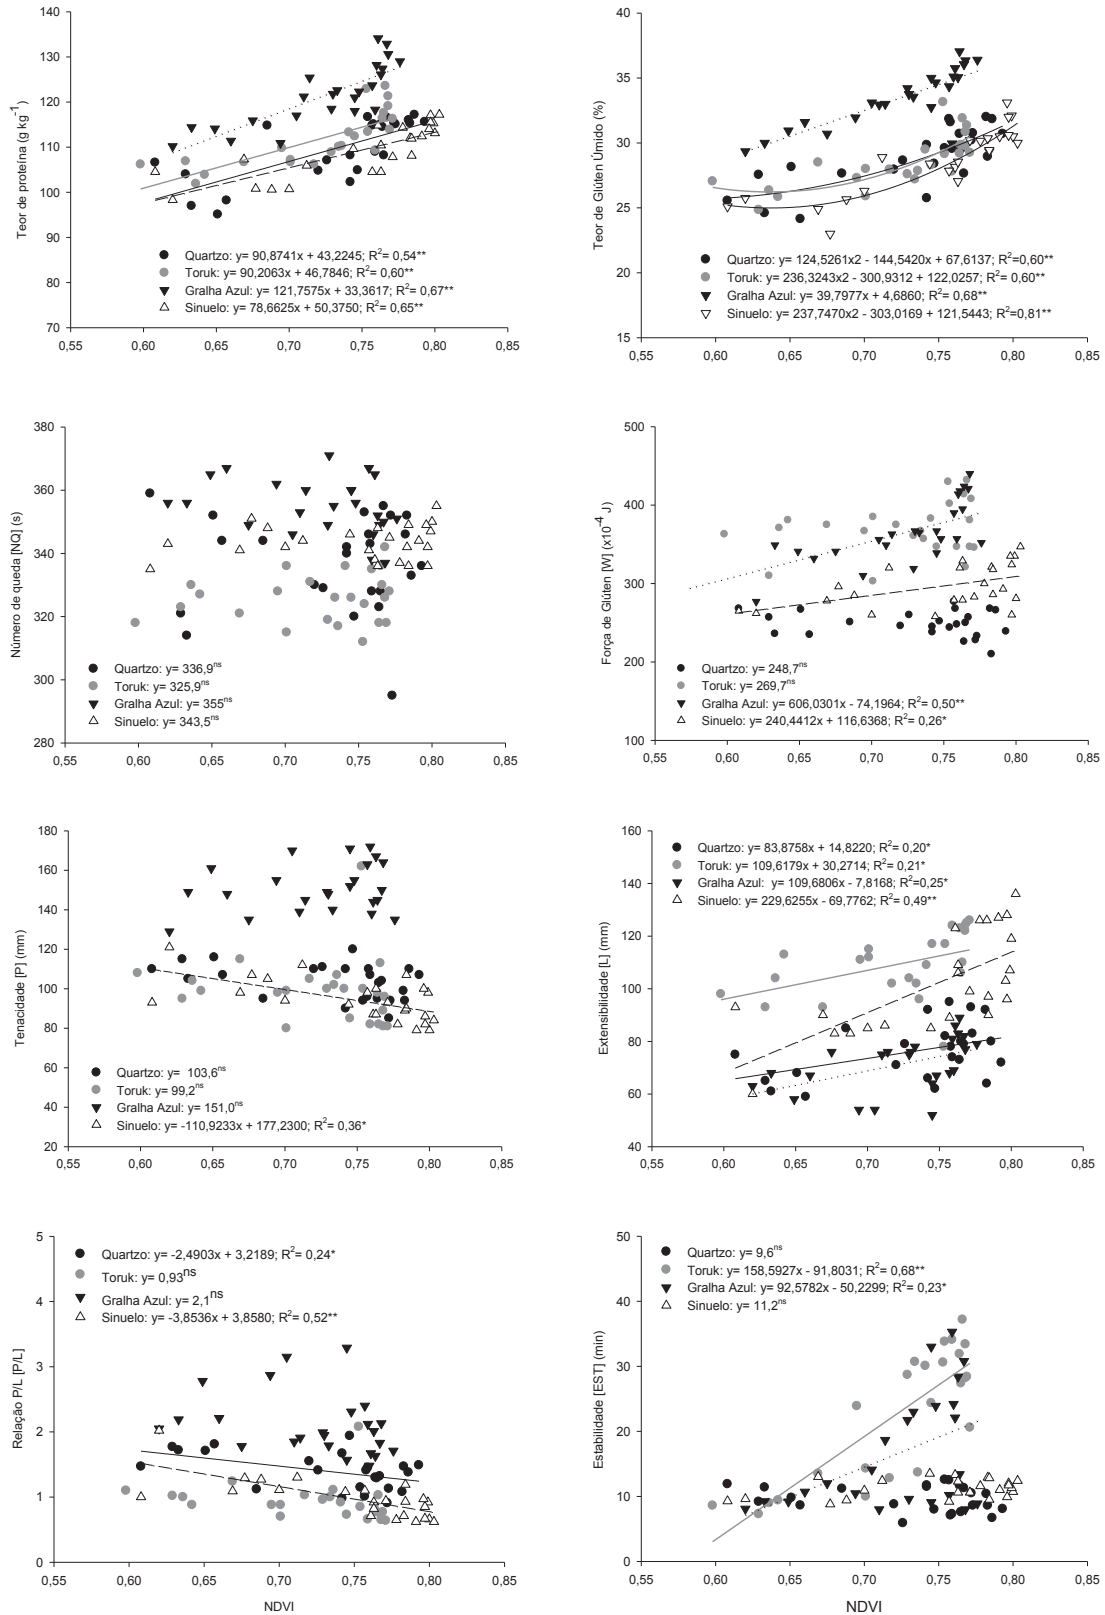 140
130
120
110
100
90
80
70
Teor de proteína (g kg-1)
Quartzo: y= 90,8741x + 43,2245; R2= 0,54**
Toruk: y= 90,2063x + 46,7846; R2= 0,60**
Gralha Azul: y= 121,7575x + 33,3617; R2= 0,67**
Sinuelo: y= 78,6625x + 50,3750; R2= 0,65**
0,55 0,60 0,65 0,70 0,75 0,80 0,85
40
35
30
25
20
15
Teor de Glúten Úmido (%)
Quartzo: y= 124,5261x2 - 144,5420x + 67,6137; R2=0,60**
Toruk: y= 236,3243x2 - 300,9312 + 122,0257; R2= 0,60**
Gralha Azul: y= 39,7977x + 4,6860; R2= 0,68**
Sinuelo: y= 237,7470x2 - 303,0169 + 121,5443; R2=0,81**
0,55 0,60 0,65 0,70 0,75 0,80 0,85
380
360
340
320
300
280
Número de queda [NQ] (s)
Quartzo: y= 336,9ns
Toruk: y= 325,9ns
Gralha Azul: y= 355ns
Sinuelo: y= 343,5ns
0,55 0,60 0,65 0,70 0,75 0,80 0,85
500
400
300
200
100
Força de Glúten [W] (x10-4 J)
Quartzo: y= 248,7ns
Toruk: y= 269,7ns
Gralha Azul: y= 606,0301x - 74,1964; R2= 0,50**
Sinuelo: y= 240,4412x + 116,6368; R2= 0,26*
0,55 0,60 0,65 0,70 0,75 0,80 0,85
180
160
140
120
100
80
60
40
20
Tenacidade [P] (mm)
Quartzo: y= 103,6ns
Toruk: y= 99,2ns
Gralha Azul: y= 151,0ns
Sinuelo: y= -110,9233x + 177,2300; R2= 0,36*
0,55 0,60 0,65 0,70 0,75 0,80 0,85
160
140
120
100
80
60
40
Extensibilidade [L] (mm)
Quartzo: y= 83,8758x + 14,8220; R2= 0,20*
Toruk: y= 109,6179x + 30,2714; R2= 0,21*
Gralha Azul: y= 109,6806x - 7,8168; R2=0,25*
Sinuelo: y= 229,6255x - 69,7762; R2= 0,49**
0,55 0,60 0,65 0,70 0,75 0,80 0,85
5
4
3
2
1
0
Relação P/L [P/L]
Quartzo: y= -2,4903x + 3,2189; R2= 0,24*
Toruk: y= 0,93ns
Gralha Azul: y= 2,1ns
Sinuelo: y= -3,8536x + 3,8580; R2= 0,52**
0,55 0,60 0,65 0,70 0,75 0,80 0,85
NDVI
50
40
30
20
10
0
Estabilidade [EST] (min)
Quartzo: y= 9,6ns
Toruk: y= 158,5927x - 91,8031; R2= 0,68**
Gralha Azul: y= 92,5782x - 50,2299; R2= 0,23*
Sinuelo: y= 11,2ns
0,55 0,60 0,65 0,70 0,75 0,80 0,85
NDVI